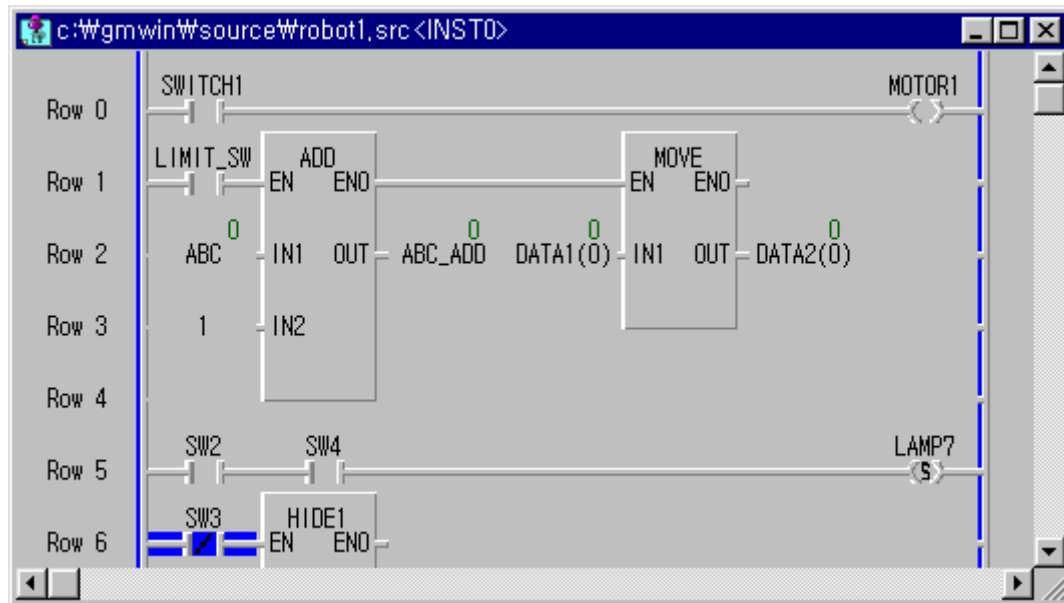 c:₩gmwin₩source₩robot1,src<INST0>
SWITCH1 MOTOR1
Row 0
LIMIT_SW ADD MOVE
Row 1 EN ENO EN ENO
0 0 0 0
Row 2 ABC IN1 OUT ABC_ADD DATA1(0) IN1 OUT DATA2(0)
Row 3 1 IN2
Row 4
SW2 SW4 LAMP7
Row 5 S
SW3 HIDE1
Row 6 EN ENO